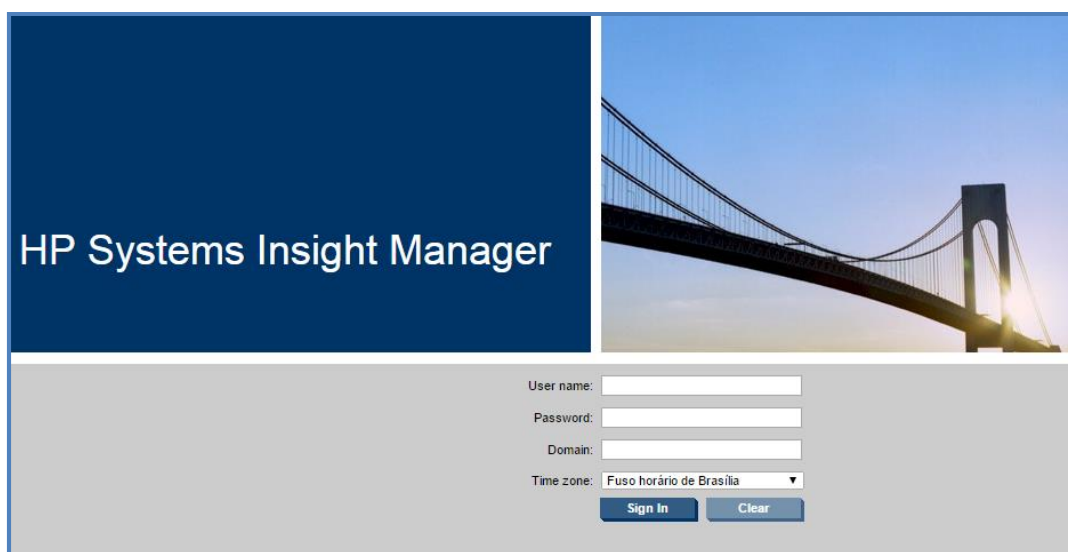 HP Systems Insight Manager
User name:
Password:
Domain:
Time zone: Fuso horário de Brasília
Sign In Clear